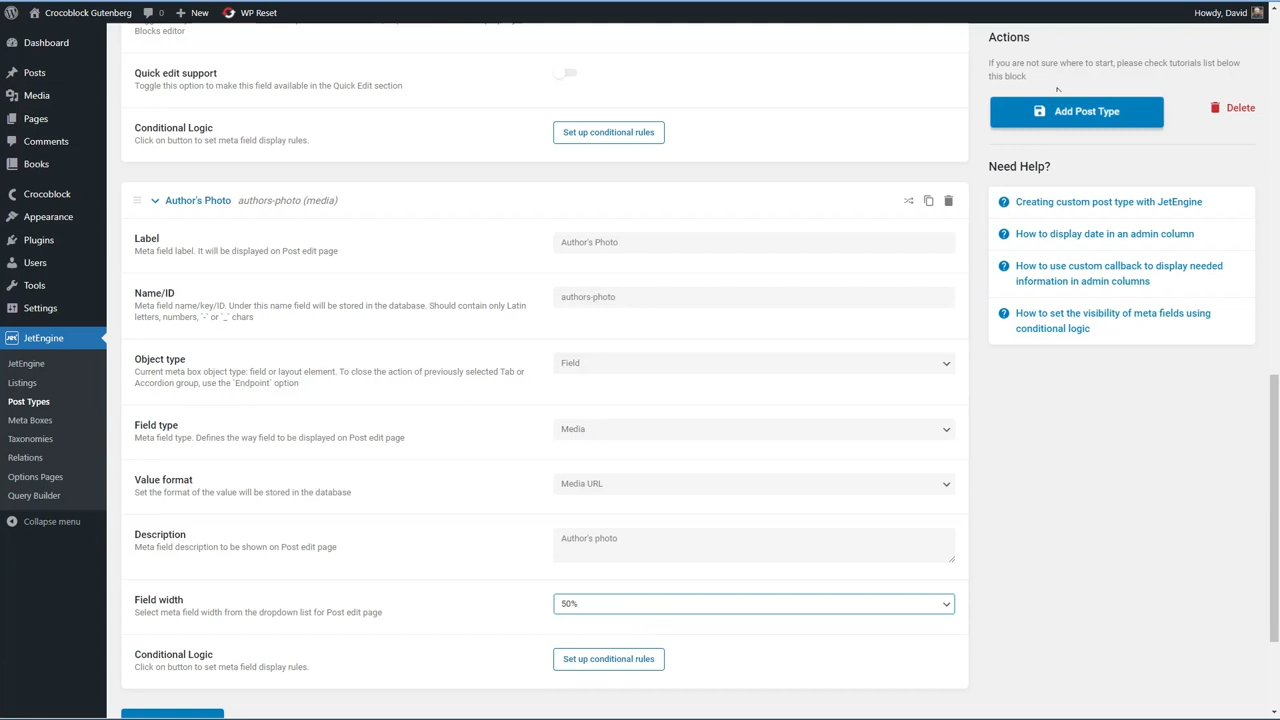 Crocoblock Gutenberg
0
New
WP Reset
Howdy, David
Dashboard
Posts
Media
Pages
Comments
Books
Crocoblock
Appearance
Plugins
Users
Tools
Settings
JetEngine
JetEngine
Listings
Post Types
Meta Boxes
Taxonomies
Relations
Options Pages
Query Builder
Collapse menu
Blocks editor
Quick edit support
Toggle this option to make this field available in the Quick Edit section
Conditional Logic
Click on button to set meta field display rules.
Set up conditional rules
Author's Photo authors-photo (media)
Label
Meta field label. It will be displayed on Post edit page
Author's Photo
Name/ID
Meta field name/key/ID. Under this name field will be stored in the database. Should contain only Latin
letters, numbers, `-` or `_` chars
authors-photo
Object type
Current meta box object type: field or layout element. To close the action of previously selected Tab or
Accordion group, use the `Endpoint` option
Field
Field type
Meta field type. Defines the way field to be displayed on Post edit page
Media
Value format
Set the format of the value will be stored in the database
Media URL
Description
Meta field description to be shown on Post edit page
Author's photo
Field width
Select meta field width from the dropdown list for Post edit page
50%
Conditional Logic
Click on button to set meta field display rules.
Set up conditional rules
Actions
If you are not sure where to start, please check tutorials list below
this block
Add Post Type
Delete
Need Help?
Creating custom post type with JetEngine
How to display date in an admin column
How to use custom callback to display needed
information in admin columns
How to set the visibility of meta fields using
conditional logic